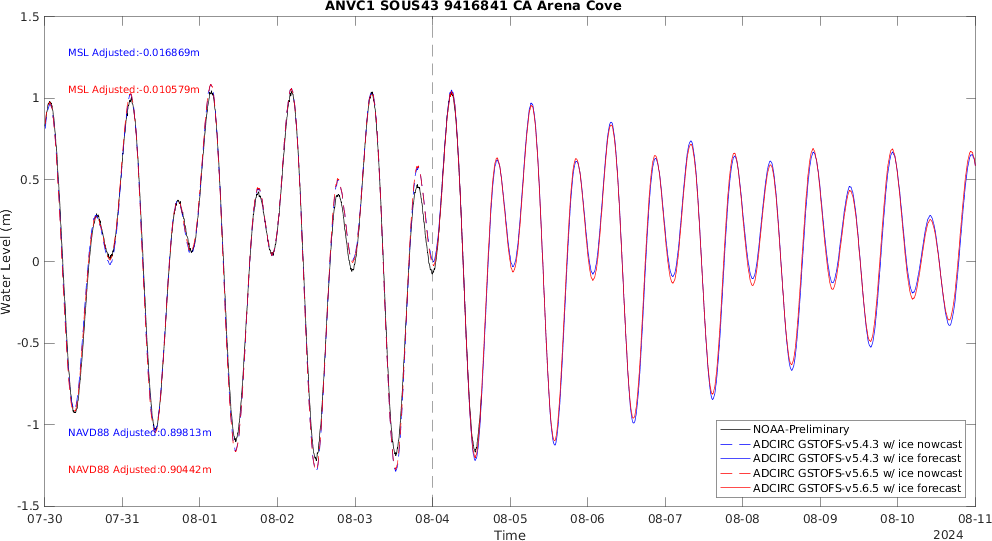 ANVC1 SOUS43 9416841 CA Arena Cove
1.5
1
0.5
0
-0.5
-1
-1.5
Water Level (m)
MSL Adjusted:-0.016869m
MSL Adjusted:-0.010579m
NAVD88 Adjusted:0.89813m
NAVD88 Adjusted:0.90442m
NOAA-Preliminary
ADCIRC GSTOFS-v5.4.3 w/ ice nowcast
ADCIRC GSTOFS-v5.4.3 w/ ice forecast
ADCIRC GSTOFS-v5.6.5 w/ ice nowcast
ADCIRC GSTOFS-v5.6.5 w/ ice forecast
07-30 07-31 08-01 08-02 08-03 08-04 08-05 08-06 08-07 08-08 08-09 08-10 08-11
Time
2024